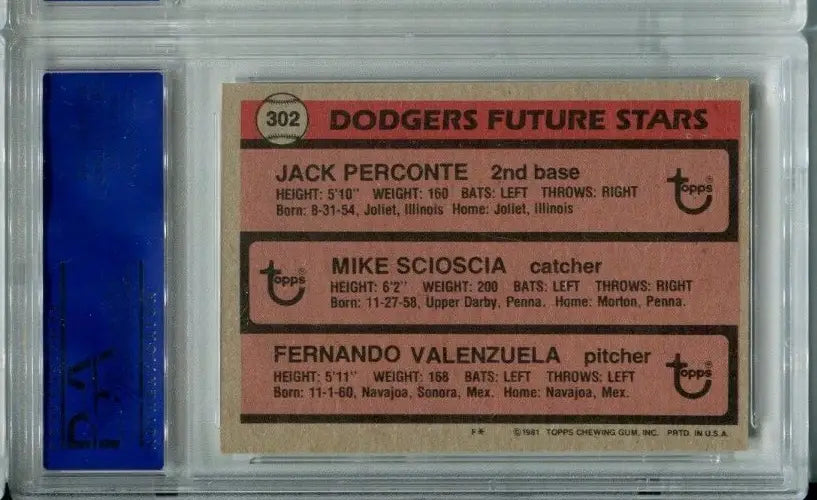 302 DODGERS FUTURE STARS
JACK PERCONTE 2nd base
HEIGHT: 5'10" WEIGHT: 160 BATS: LEFT THROWS: RIGHT
Born: 8-31-54, Joliet, Illinois Home: Joliet, Illinois
Topps®
MIKE SCIOSCIA catcher
HEIGHT: 6'2" WEIGHT: 200 BATS: LEFT THROWS: RIGHT
Born: 11-27-58, Upper Darby, Penna. Home: Morton, Penna.
Topps®
FERNANDO VALENZUELA pitcher
HEIGHT: 5'11" WEIGHT: 168 BATS: LEFT THROWS: LEFT
Born: 11-1-60, Navajoa, Sonora, Mex. Home: Navajoa, Mex.
Topps®
F* ©1981 TOPPS CHEWING GUM, INC. PRTD. IN U.S.A.